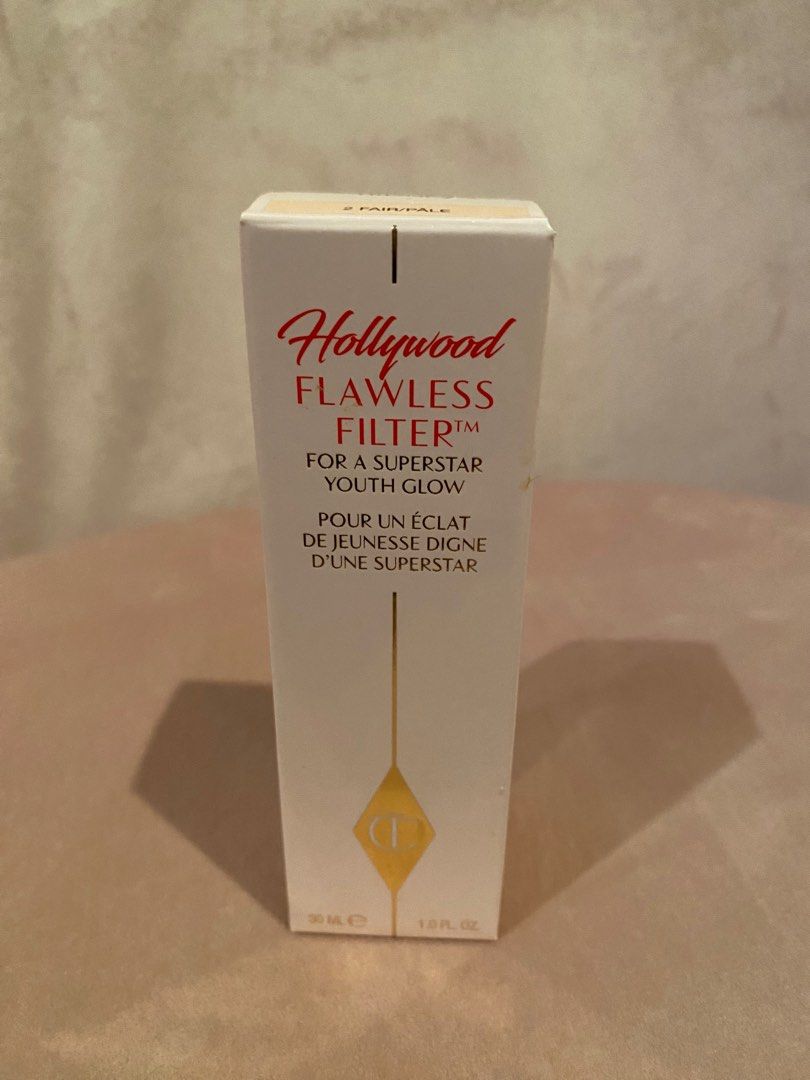 2 FAIR/PALE
Hollywood
FLAWLESS
FILTER™
FOR A SUPERSTAR
YOUTH GLOW
POUR UN ÉCLAT
DE JEUNESSE DIGNE
D'UNE SUPERSTAR
30 ML ℮ 1.0 FL. OZ.